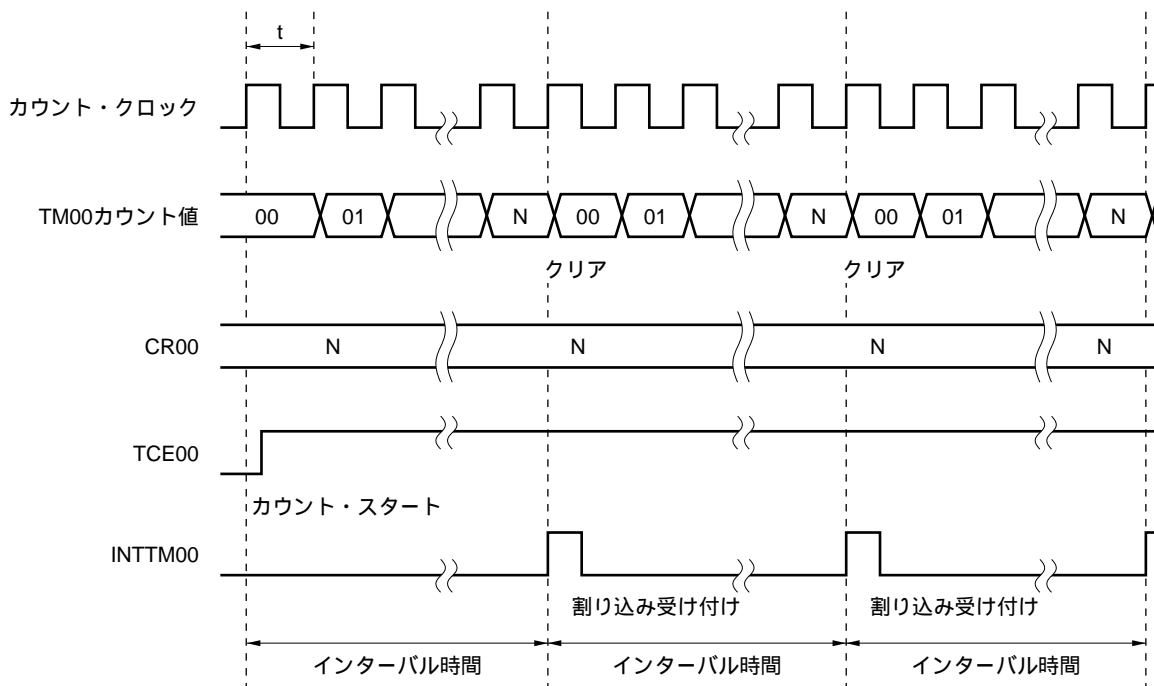 t
カウント・クロック
TM00カウント値 00 01 N 00 01 N 00 01 N
クリア クリア
CR00 N N N N
TCE00
カウント・スタート
INTTM00
割り込み受け付け 割り込み受け付け
インターバル時間 インターバル時間 インターバル時間